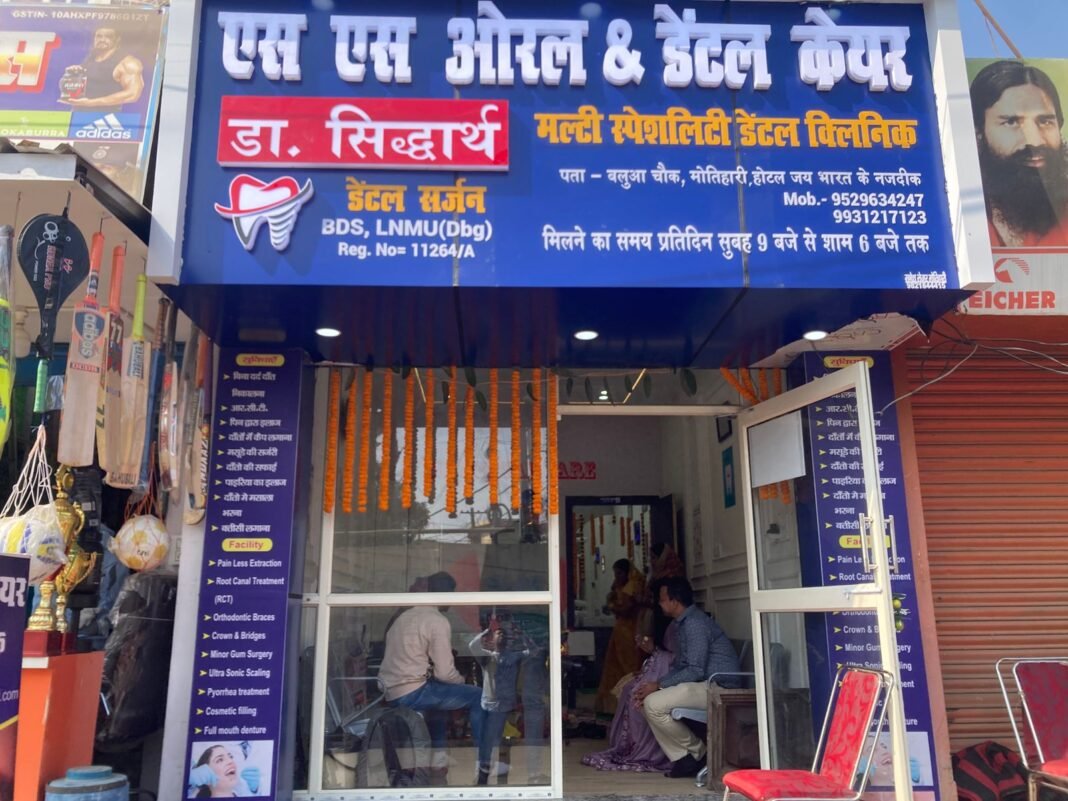 GSTIN- 10AHXPF9786G1ZT
adidas
एस एस ओरल & डेंटल केयर
डा. सिद्धार्थ
मल्टी स्पेशलिटी डेंटल क्लिनिक
डेंटल सर्जन
BDS, LNMU(Dbg)
Reg. No= 11264/A
पता – बलुआ चौक, मोतिहारी,होटल जय भारत के नजदीक
Mob.- 9529634247
9931217123
मिलने का समय प्रतिदिन सुबह 9 बजे से शाम 6 बजे तक
EICHER
सुविधाएँ
बिना दर्द दाँत
निकालना
आर.सी.टी.
पिन द्वारा इलाज
दाँतों में कैप लगाना
मसूड़े की सर्जरी
दाँतो की सफाई
पाइरिया का इलाज
दाँतो मे मसाला
भरना
बत्तीसी लगाना
Facility
Pain Less Extraction
Root Canal Treatment
(RCT)
Orthodontic Braces
Crown & Bridges
Minor Gum Surgery
Ultra Sonic Scaling
Pyorrhea treatment
Cosmetic filling
Full mouth denture
ARE